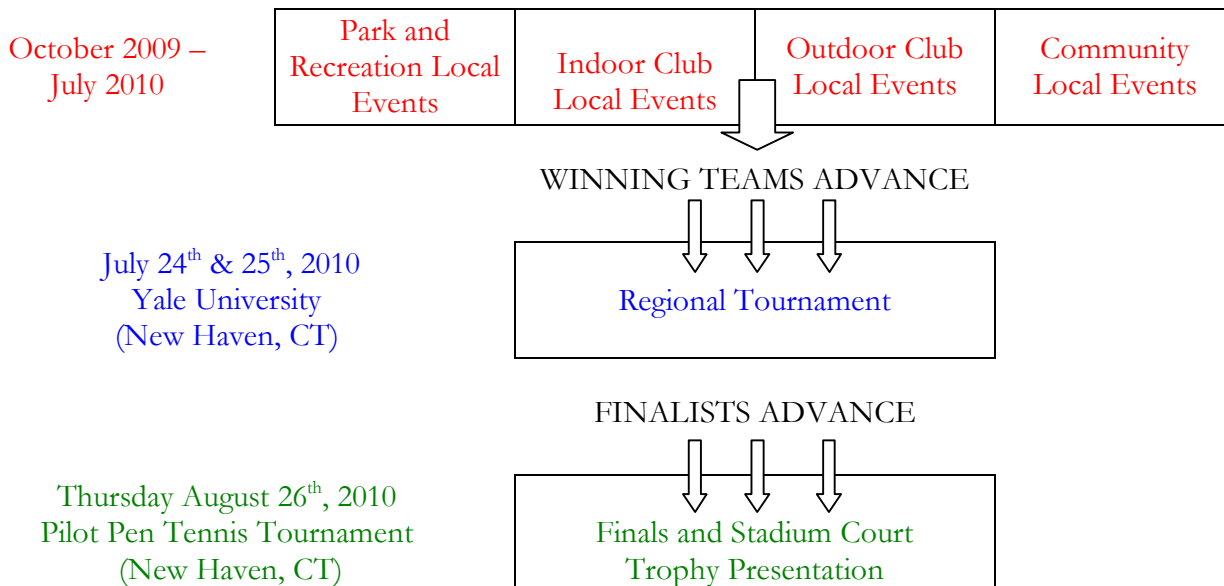 October 2009 –
July 2010
Park and
Recreation Local
Events
Indoor Club
Local Events
Outdoor Club
Local Events
Community
Local Events
WINNING TEAMS ADVANCE
July 24th & 25th, 2010
Yale University
(New Haven, CT)
Regional Tournament
FINALISTS ADVANCE
Thursday August 26th, 2010
Pilot Pen Tennis Tournament
(New Haven, CT)
Finals and Stadium Court
Trophy Presentation